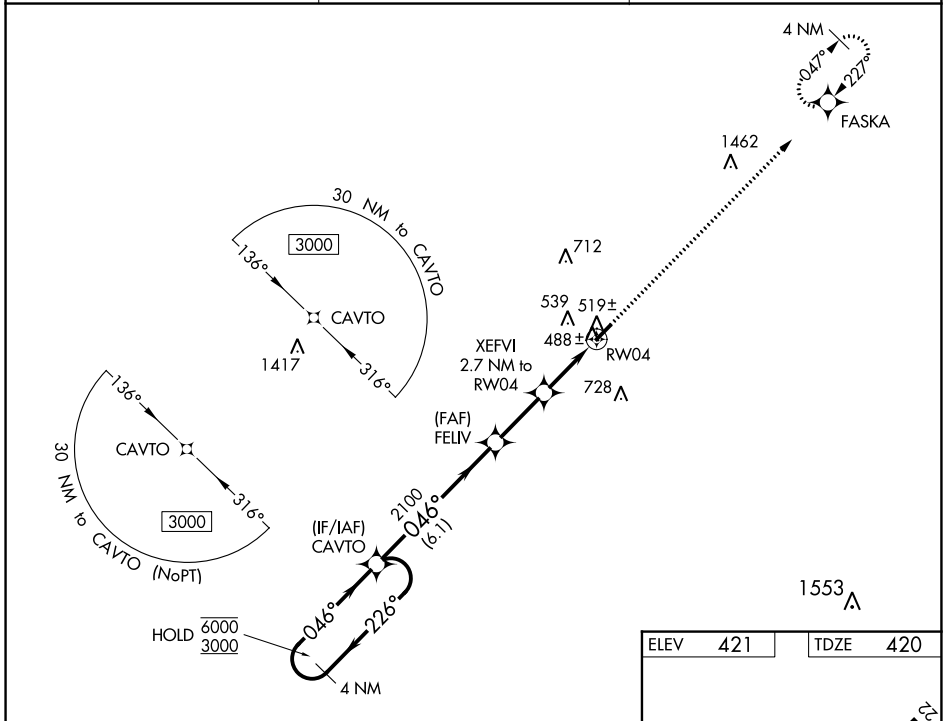 4 NM
047°
227°
FASKA
1462
30 NM to CAVTO
3000
136°
CAVTO
316°
1417
712
539
519±
488±
RW04
XEFVI
2.7 NM to
RW04
728
(FAF)
FELIV
136°
CAVTO
316°
3000
30 NM to CAVTO (NoPT)
2100
046°
(6.1)
(IF/IAF)
CAVTO
046°
226°
HOLD 6000
3000
4 NM
1553
ELEV 421
TDZE 420
22